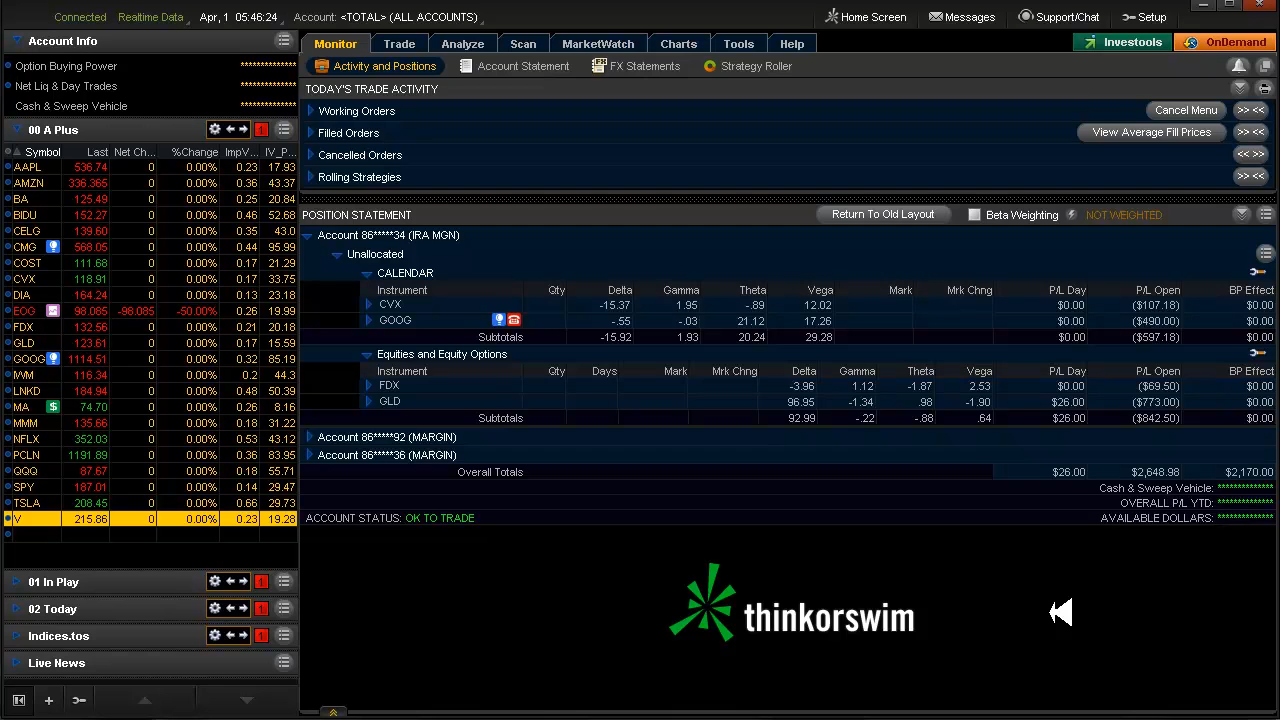 Connected Realtime Data Apr, 1 05:46:24 Account: <TOTAL> (ALL ACCOUNTS) Home Screen Messages Support/Chat Setup
Account Info
Option Buying Power *************
Net Liq & Day Trades *************
Cash & Sweep Vehicle *************
00 A Plus 1
Symbol Last Net Ch... %Change ImpV... IV_P...
AAPL 536.74 0 0.00% 0.23 17.93
AMZN 336.365 0 0.00% 0.36 43.37
BA 125.49 0 0.00% 0.25 20.84
BIDU 152.27 0 0.00% 0.46 52.68
CELG 139.60 0 0.00% 0.35 43.0
CMG 568.05 0 0.00% 0.44 95.99
COST 111.68 0 0.00% 0.17 21.29
CVX 118.91 0 0.00% 0.17 33.75
DIA 164.24 0 0.00% 0.13 23.18
EOG 98.085 -98.085 -50.00% 0.26 19.99
FDX 132.56 0 0.00% 0.21 20.18
GLD 123.61 0 0.00% 0.17 15.59
GOOG 1114.51 0 0.00% 0.32 85.19
IWM 116.34 0 0.00% 0.2 44.3
LNKD 184.94 0 0.00% 0.48 50.39
MA $ 74.70 0 0.00% 0.26 8.16
MMM 135.66 0 0.00% 0.18 31.22
NFLX 352.03 0 0.00% 0.53 43.12
PCLN 1191.89 0 0.00% 0.36 83.95
QQQ 87.67 0 0.00% 0.18 55.71
SPY 187.01 0 0.00% 0.14 29.47
TSLA 208.45 0 0.00% 0.66 29.73
V 215.86 0 0.00% 0.23 19.28
01 In Play 1
02 Today 1
Indices.tos 1
Live News
Monitor Trade Analyze Scan MarketWatch Charts Tools Help Investools OnDemand
Activity and Positions Account Statement FX Statements Strategy Roller
TODAY'S TRADE ACTIVITY
Working Orders Cancel Menu >> <<
Filled Orders View Average Fill Prices >> <<
Cancelled Orders << >>
Rolling Strategies >> <<
POSITION STATEMENT Return To Old Layout Beta Weighting NOT WEIGHTED
Account 86*****34 (IRA MGN)
Unallocated
CALENDAR
Instrument Qty Delta Gamma Theta Vega Mark Mrk Chng P/L Day P/L Open BP Effect
CVX -15.37 1.95 -.89 12.02 $0.00 ($107.18) $0.00
GOOG -.55 -.03 21.12 17.26 $0.00 ($490.00) $0.00
Subtotals -15.92 1.93 20.24 29.28 $0.00 ($597.18) $0.00
Equities and Equity Options
Instrument Qty Days Mark Mrk Chng Delta Gamma Theta Vega P/L Day P/L Open BP Effect
FDX -3.96 1.12 -1.87 2.53 $0.00 ($69.50) $0.00
GLD 96.95 -1.34 .98 -1.90 $26.00 ($773.00) $0.00
Subtotals 92.99 -.22 -.88 .64 $26.00 ($842.50) $0.00
Account 86*****92 (MARGIN)
Account 86*****36 (MARGIN)
Overall Totals $26.00 $2,648.98 $2,170.00
Cash & Sweep Vehicle: *************
OVERALL P/L YTD: *************
ACCOUNT STATUS: OK TO TRADE AVAILABLE DOLLARS: *************
thinkorswim